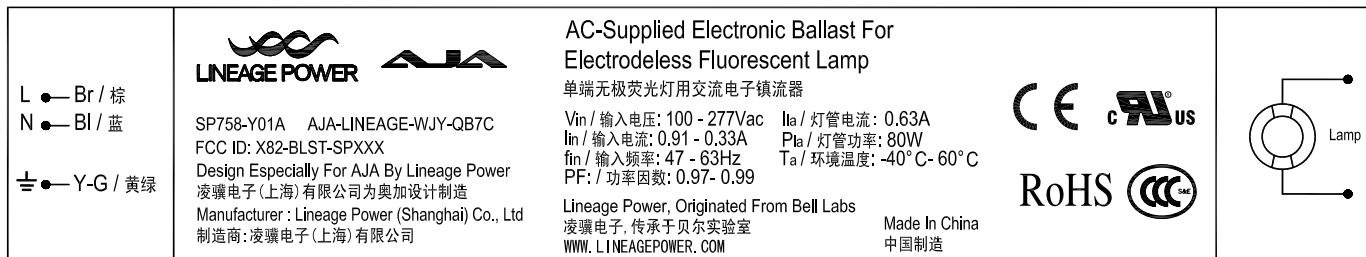 L Br / 棕
N Bl / 蓝
Y-G / 黄绿
LINEAGE POWER AJA
SP758-Y01A AJA-LINEAGE-WJY-QB7C
FCC ID: X82-BLST-SPXXX
Design Especially For AJA By Lineage Power
凌骥电子(上海)有限公司为奥加设计制造
Manufacturer : Lineage Power (Shanghai) Co., Ltd
制造商:凌骥电子(上海)有限公司
AC-Supplied Electronic Ballast For
Electrodeless Fluorescent Lamp
单端无极荧光灯用交流电子镇流器
Vin / 输入电压: 100 - 277Vac Ila / 灯管电流: 0.63A
Iin / 输入电流: 0.91 - 0.33A Pla / 灯管功率: 80W
fin / 输入频率: 47 - 63Hz Ta / 环境温度: -40°C - 60°C
PF: / 功率因数: 0.97- 0.99
Lineage Power, Originated From Bell Labs
凌骥电子, 传承于贝尔实验室
WWW.LINEAGEPOWER.COM
Made In China
中国制造
CE c RU® US
RoHS CCC S&E
Lamp